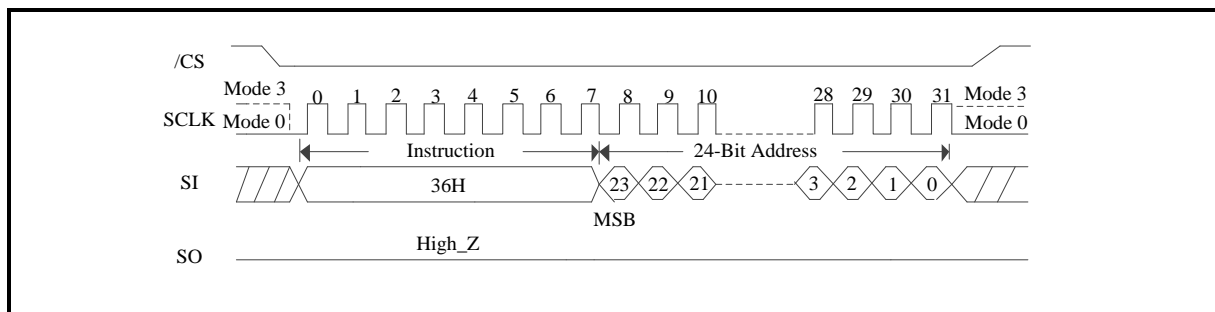 /CS
Mode 3
0 1 2 3 4 5 6 7 8 9 10 28 29 30 31
Mode 3
SCLK
Mode 0
Mode 0
Instruction
24-Bit Address
SI
36H
23 22 21 3 2 1 0
MSB
High_Z
SO